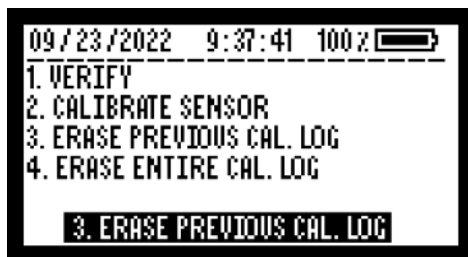 09/23/2022 9:37:41 100%
1. VERIFY
2. CALIBRATE SENSOR
3. ERASE PREVIOUS CAL. LOG
4. ERASE ENTIRE CAL. LOG
3. ERASE PREVIOUS CAL. LOG